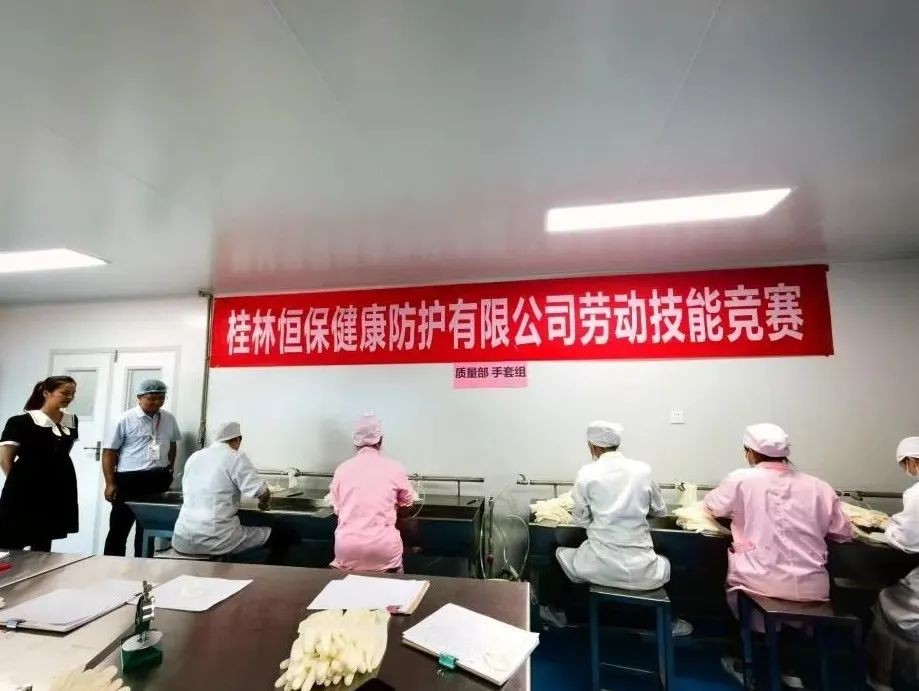 桂林恒保健康防护有限公司劳动技能竞赛
质量部 手套组